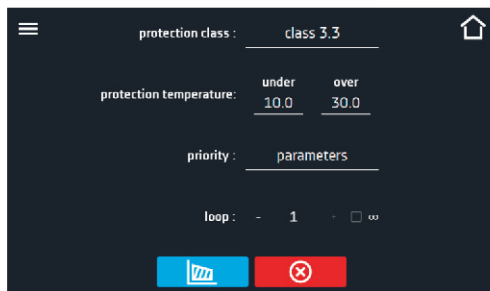 protection class : class 3.3
under over
protection temperature: 10.0 30.0
priority : parameters
loop : - 1 + ∞